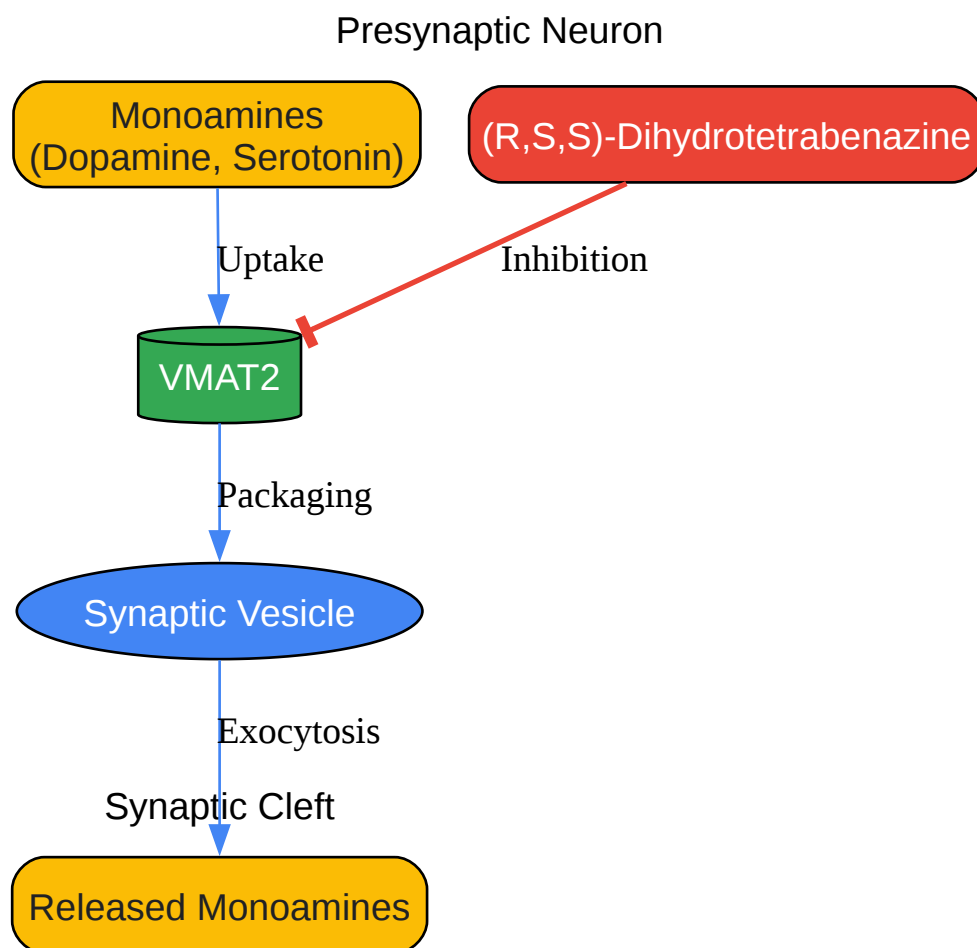 Presynaptic Neuron
Monoamines
(Dopamine, Serotonin)
(R,S,S)-Dihydrotetrabenazine
Uptake
Inhibition
VMAT2
Packaging
Synaptic Vesicle
Exocytosis
Synaptic Cleft
Released Monoamines